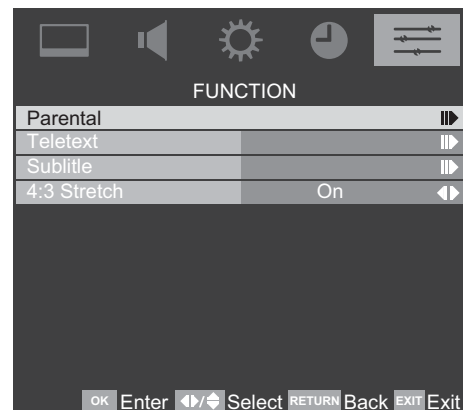 FUNCTION
Parental
Teletext
Sublitle
4:3 Stretch On
OK Enter / Select RETURN Back EXIT Exit